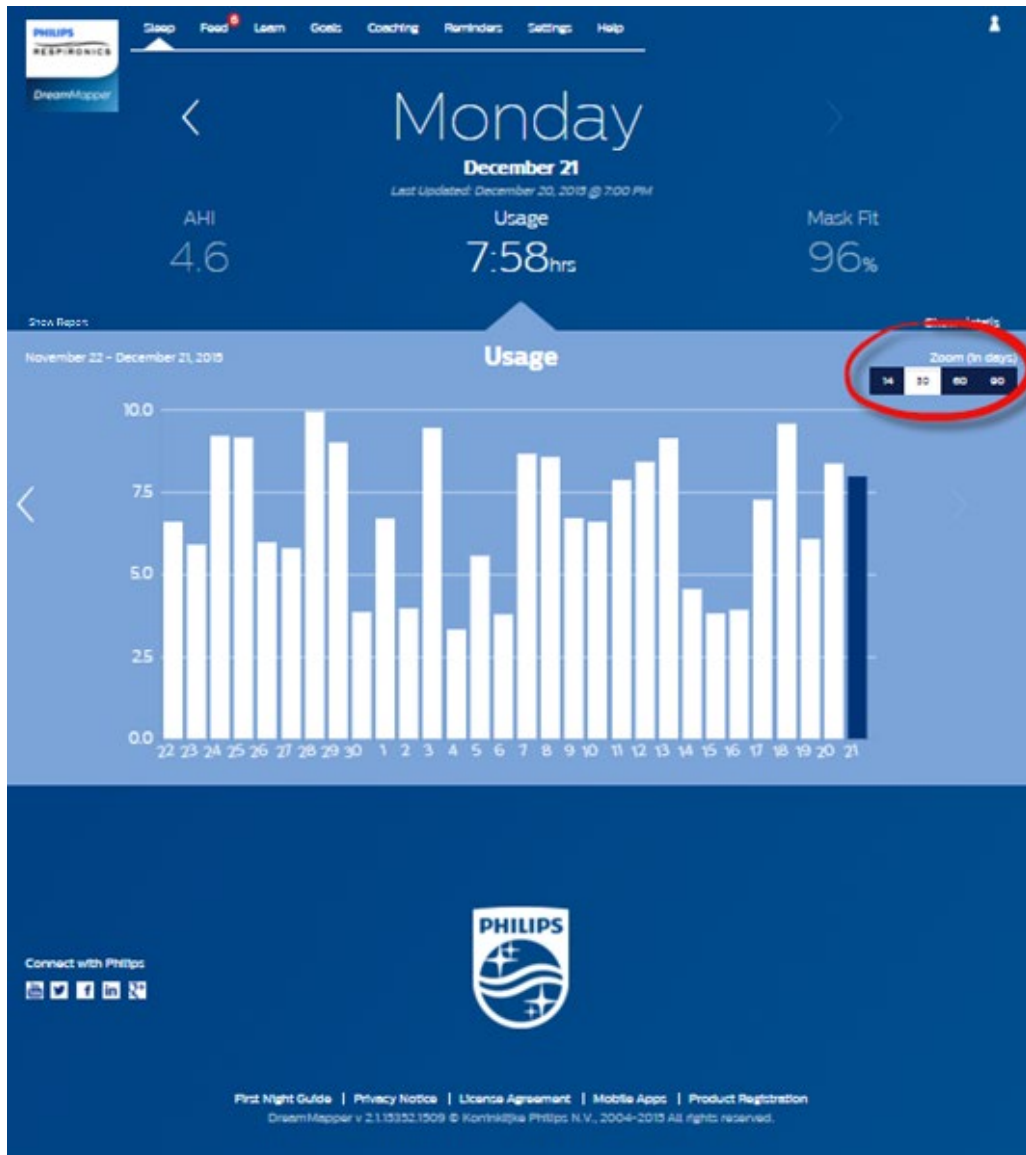 PHILIPS
RESPIRONICS
DreamMapper
Sleep Feed 6 Learn Goals Coaching Reminders Settings Help
Monday
December 21
Last Updated: December 20, 2015 @ 7:00 PM
AHI Usage Mask Fit
4.6 7:58hrs 96%
Show Report Show details
November 22 - December 21, 2015 Usage Zoom (in days)
14 30 60 90
10.0
7.5
5.0
2.5
0.0
22 23 24 25 26 27 28 29 30 1 2 3 4 5 6 7 8 9 10 11 12 13 14 15 16 17 18 19 20 21
PHILIPS
Connect with Philips
First Night Guide | Privacy Notice | License Agreement | Mobile Apps | Product Registration
DreamMapper v 2.1.15352.1509 © Koninklijke Philips N.V., 2004-2015 All rights reserved.